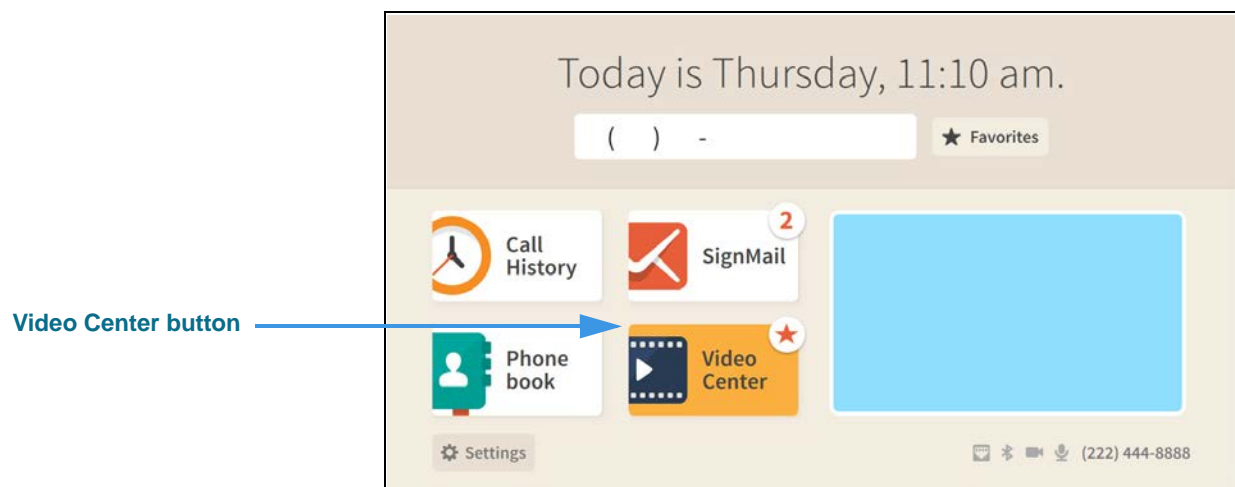 Today is Thursday, 11:10 am.
( ) -
★ Favorites
Call
History
2
SignMail
Video Center button
Phone
book
Video
Center
Settings
(222) 444-8888